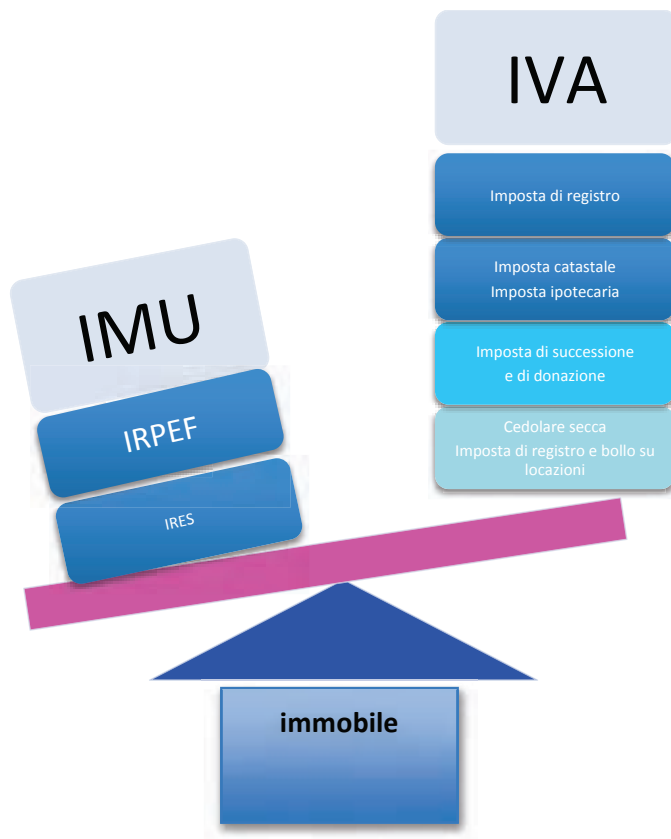 IVA
Imposta di registro
Imposta catastale
Imposta ipotecaria
Imposta di successione
e di donazione
Cedolare secca
Imposta di registro e bollo su
locazioni
IMU
IRPEF
IRES
immobile